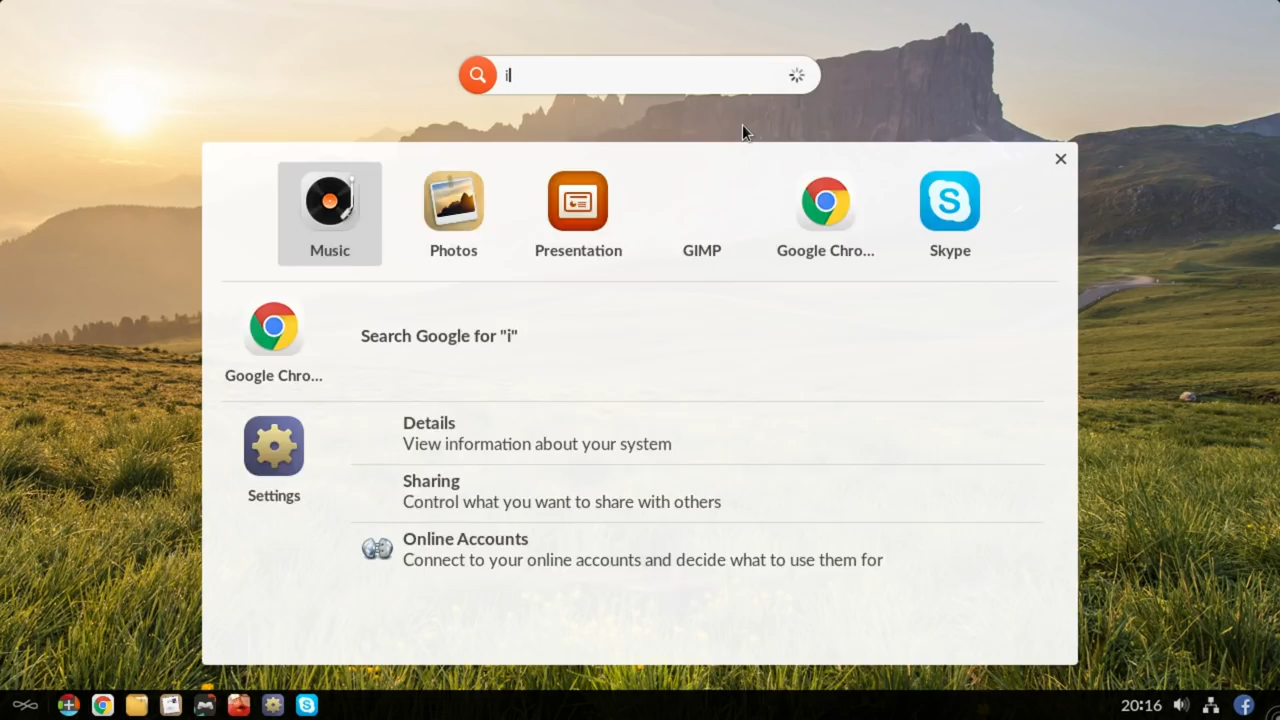 i
Music
Photos
Presentation
GIMP
Google Chro...
Skype
Google Chro...
Search Google for "i"
Settings
Details
View information about your system
Sharing
Control what you want to share with others
Online Accounts
Connect to your online accounts and decide what to use them for
20:16